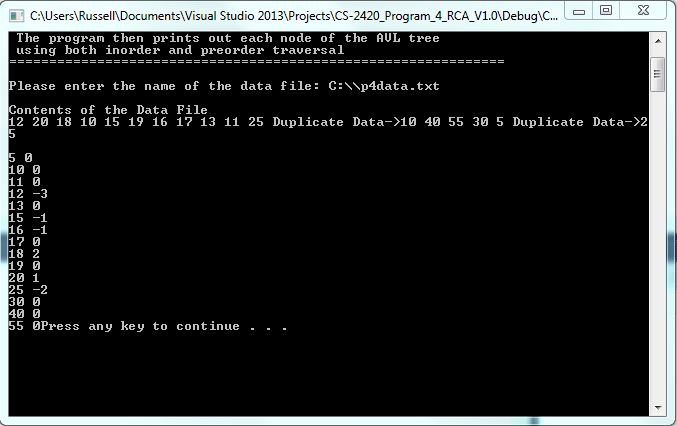 C:\Users\Russell\Documents\Visual Studio 2013\Projects\CS-2420_Program_4_RCA_V1.0\Debug\C...
The program then prints out each node of the AVL tree
using both inorder and preorder traversal
==============================================================
Please enter the name of the data file: C:\\p4data.txt
Contents of the Data File
12 20 18 10 15 19 16 17 13 11 25 Duplicate Data->10 40 55 30 5 Duplicate Data->2
5
5 0
10 0
11 0
12 -3
13 0
15 -1
16 -1
17 0
18 2
19 0
20 1
25 -2
30 0
40 0
55 0Press any key to continue . . .